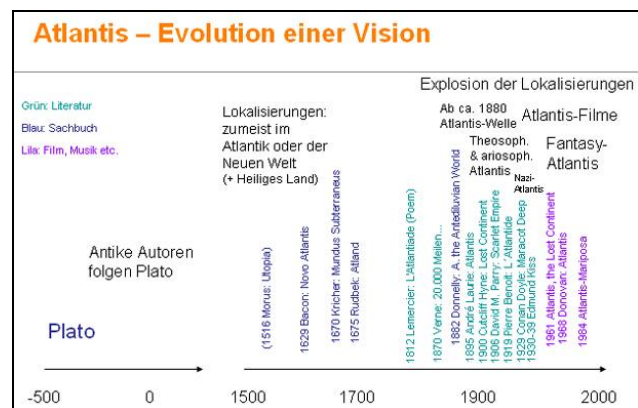 Atlantis – Evolution einer Vision
Explosion der Lokalisierungen
Grün: Literatur
Blau: Sachbuch
Lila: Film, Musik etc.
Lokalisierungen:
zumeist im
Atlantik oder der
Neuen Welt
(+ Heiliges Land)
Ab ca. 1880
Atlantis-Welle
Atlantis-Filme
Theosoph.
& ariosoph.
Atlantis
Fantasy-
Atlantis
Nazi-
Atlantis
Antike Autoren
folgen Plato
Plato
(1516 Morus: Utopia)
1629 Bacon: Novo Atlantis
1670 Kricher: Mundus Subterraneus
1675 Rudbek: Atland
1812 Lemercier: L'Atlantiade (Poem)
1870 Verne: 20.000 Meilen...
1882 Donnelly: A. the Antediluvian World
1895 André Laurie: Atlantis
1900 Cutcliff Hyne: Lost Continent
1906 David M. Parry: Scarlet Empire
1919 Pierre Benoit: L´Atlantide
1929 Conan Doyle: Maracot Deep
1930-39 Edmund Kiss
1961 Atlantis, the Lost Continent
1968 Donovan: Atlantis
1984 Atlantis-Mariposa
-500 0 1500 1700 1900 2000